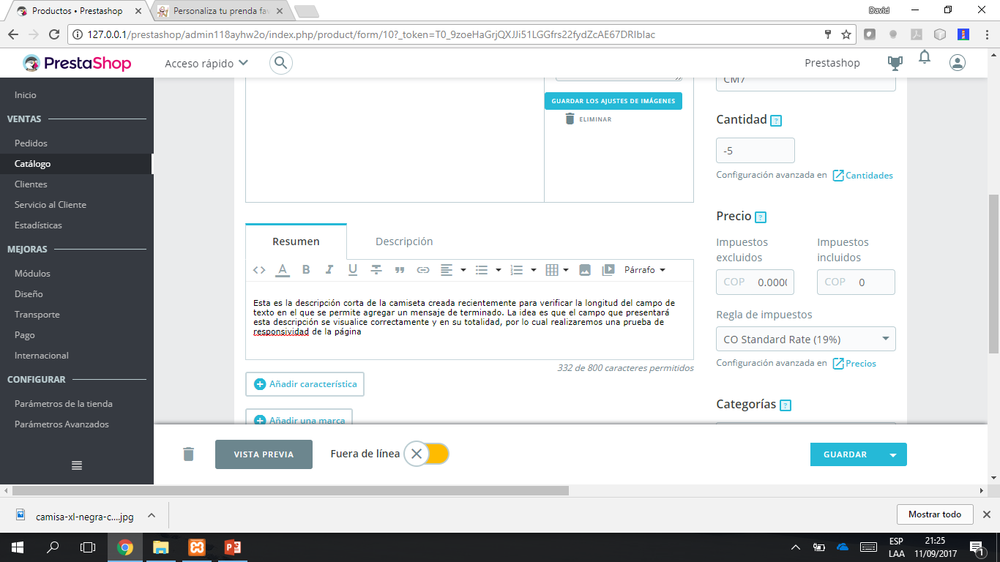 Productos • Prestashop
Personaliza tu prenda fav
David
127.0.0.1/prestashop/admin118ayhw2o/index.php/product/form/10?_token=T0_9zoeHaGrjQXJJi51LGGfrs22fydZcAE67DRIblac
PrestaShop
Acceso rápido
Prestashop
Inicio
VENTAS
Pedidos
Catálogo
Clientes
Servicio al Cliente
Estadísticas
MEJORAS
Módulos
Diseño
Transporte
Pago
Internacional
CONFIGURAR
Parámetros de la tienda
Parámetros Avanzados
GUARDAR LOS AJUSTES DE IMÁGENES
ELIMINAR
CM7
Cantidad ?
-5
Configuración avanzada en Cantidades
Precio ?
Impuestos excluidos
Impuestos incluidos
COP 0.000
COP 0
Regla de impuestos
CO Standard Rate (19%)
Configuración avanzada en Precios
Categorías ?
Resumen
Descripción
Párrafo
Esta es la descripción corta de la camiseta creada recientemente para verificar la longitud del campo de
texto en el que se permite agregar un mensaje de terminado. La idea es que el campo que presentará
esta descripción se visualice correctamente y en su totalidad, por lo cual realizaremos una prueba de
responsividad de la página
332 de 800 caracteres permitidos
Añadir característica
Añadir una marca
VISTA PREVIA
Fuera de línea
GUARDAR
camisa-xl-negra-c....jpg
Mostrar todo
ESP
LAA
21:25
11/09/2017
1